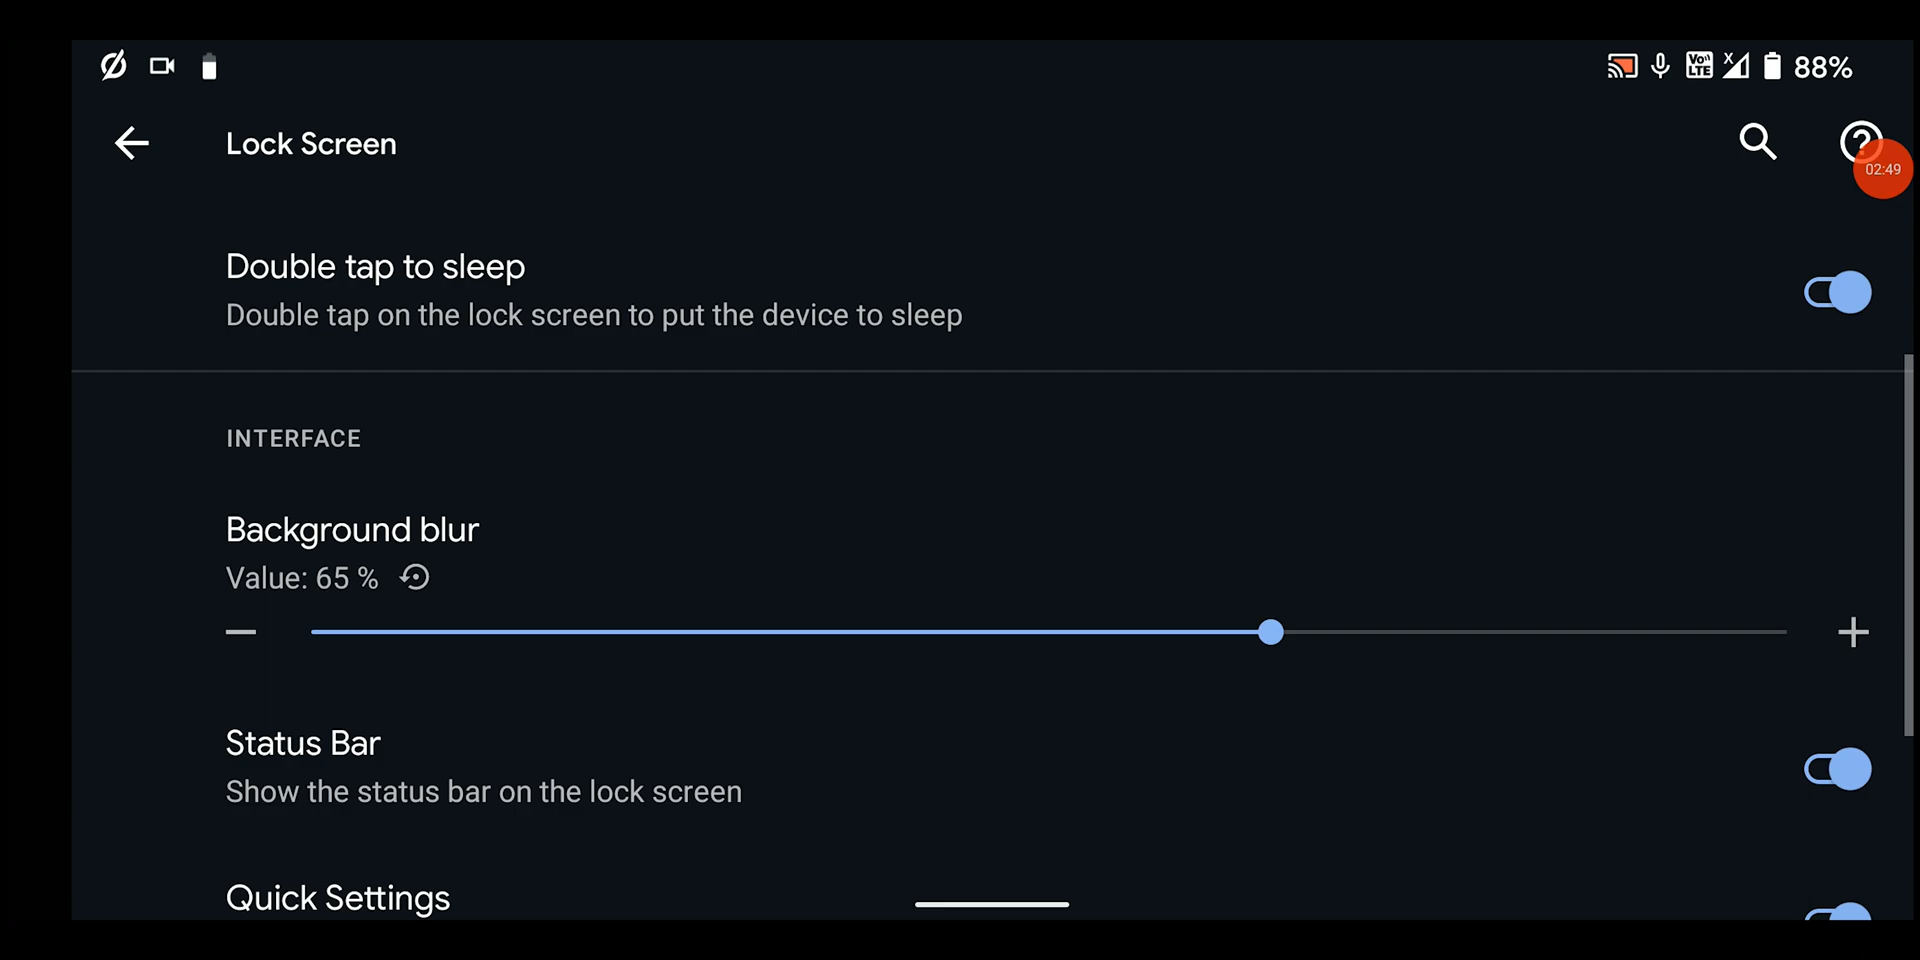 Vo)) LTE X 88%
Lock Screen
02:49
Double tap to sleep
Double tap on the lock screen to put the device to sleep
INTERFACE
Background blur
Value: 65 %
Status Bar
Show the status bar on the lock screen
Quick Settings